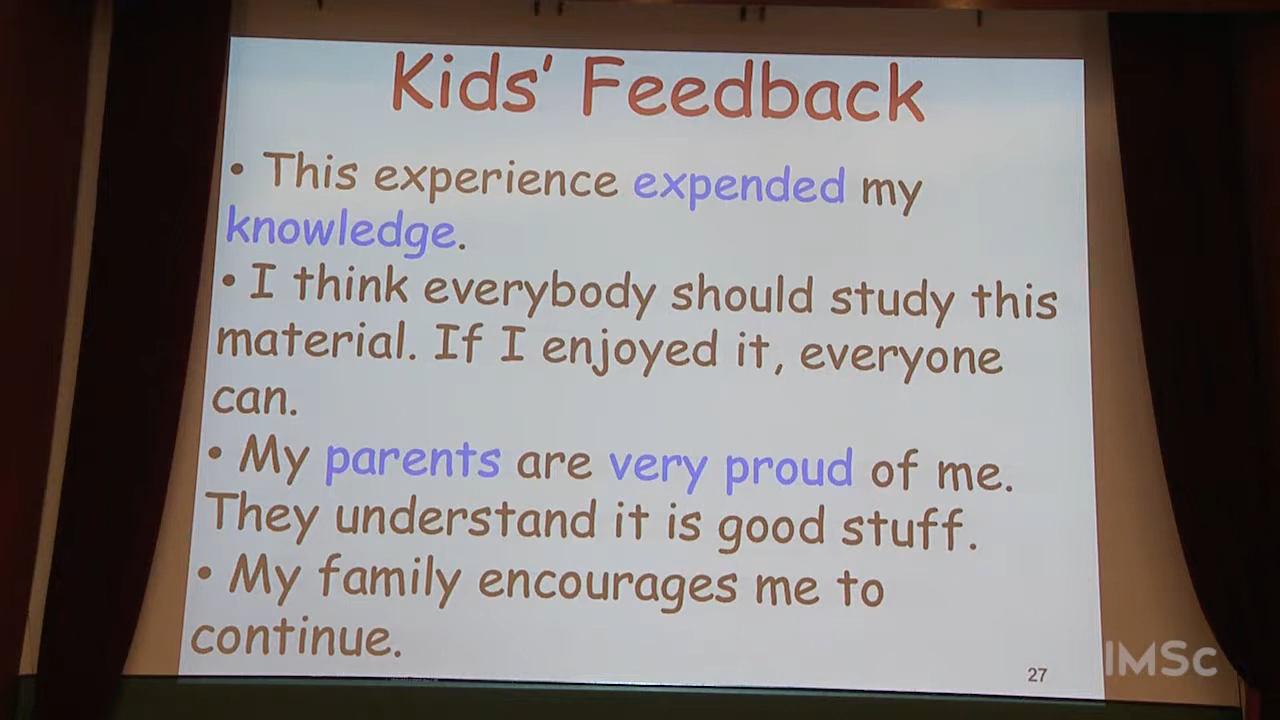 Kids' Feedback
• This experience expended my
knowledge.
• I think everybody should study this
material. If I enjoyed it, everyone
can.
• My parents are very proud of me.
They understand it is good stuff.
• My family encourages me to
continue.
27
IMSc